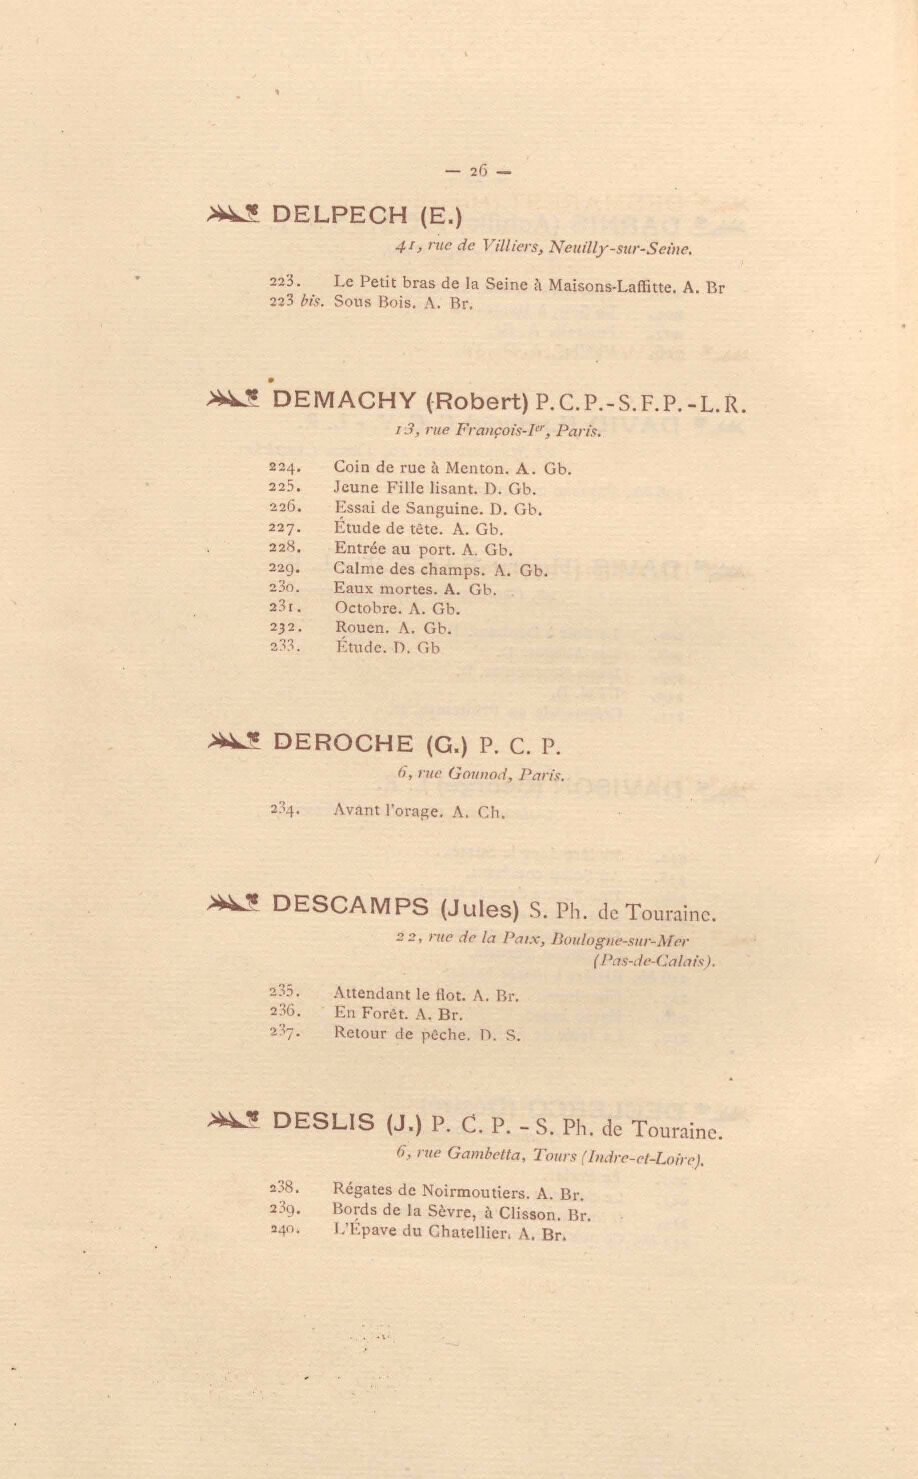 — 26 —
DELPECH (E.)
41, rue de Villiers, Neuilly-sur-Seine.
223. Le Petit bras de la Seine à Maisons-Laffitte. A. Br
223 bis. Sous Bois. A. Br.
DEMACHY (Robert) P.C.P.-S.F.P.-L.R.
13, rue François-Ier, Paris.
224. Coin de rue à Menton. A. Gb.
225. Jeune Fille lisant. D. Gb.
226. Essai de Sanguine. D. Gb.
227. Étude de tête. A. Gb.
228. Entrée au port. A. Gb.
229. Calme des champs. A. Gb.
230. Eaux mortes. A. Gb.
231. Octobre. A. Gb.
232. Rouen. A. Gb.
233. Étude. D. Gb
DEROCHE (G.) P. C. P.
6, rue Gounod, Paris.
234. Avant l'orage. A. Ch.
DESCAMPS (Jules) S. Ph. de Touraine.
22, rue de la Paix, Boulogne-sur-Mer
(Pas-de-Calais).
235. Attendant le flot. A. Br.
236. En Forêt. A. Br.
237. Retour de pêche. D. S.
DESLIS (J.) P. C. P. - S. Ph. de Touraine.
6, rue Gambetta, Tours (Indre-et-Loire).
238. Régates de Noirmoutiers. A. Br.
239. Bords de la Sèvre, à Clisson. Br.
240. L'Épave du Chatellier. A. Br.